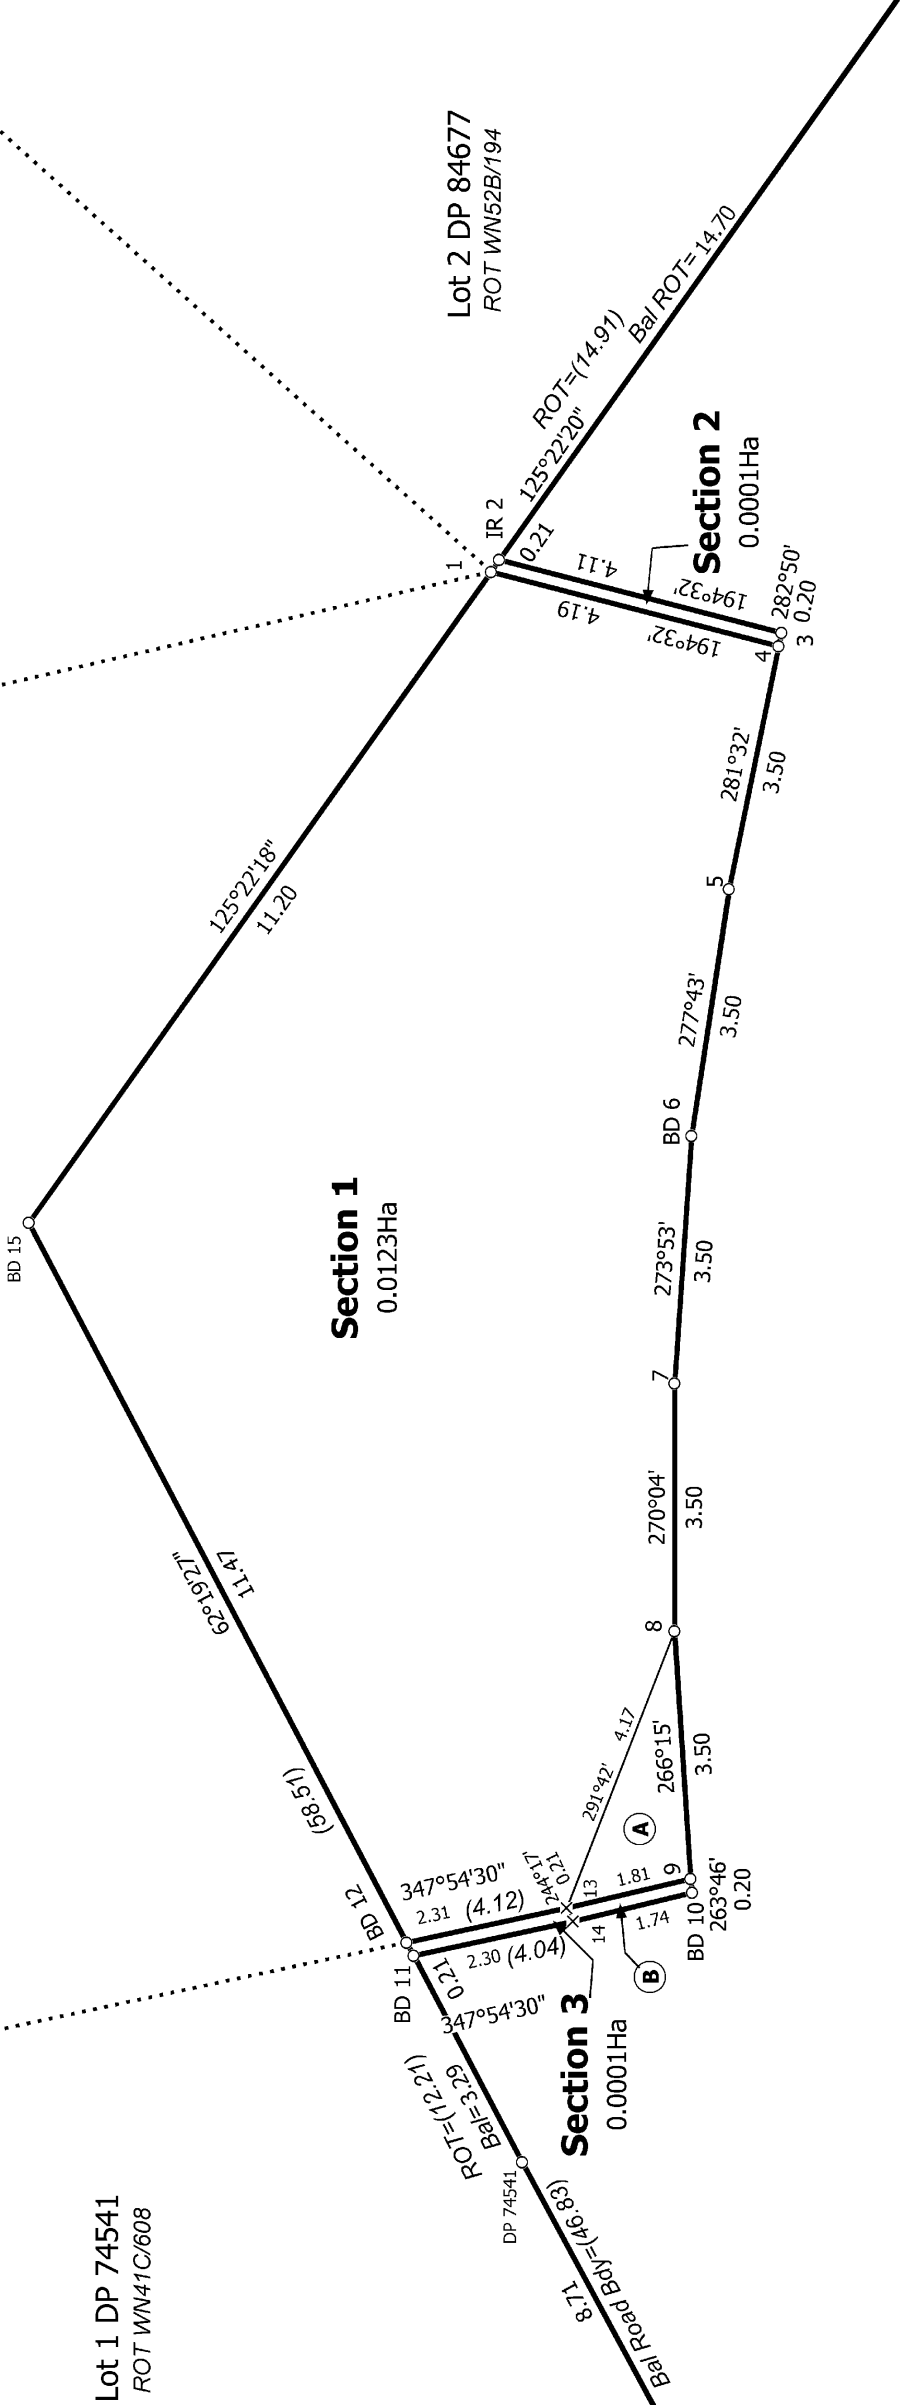 Lot 2 DP 84677
ROT WN52B/194
ROT=(14.91)
Bal ROT= 14.70
125°22'20"
IR 2
1
0.21
Section 2
0.0001Ha
4.11
194°32'
4.19
194°32'
282°50'
0.20
3
4
281°32'
3.50
5
277°43'
3.50
BD 6
273°53'
3.50
7
270°04'
3.50
8
266°15'
3.50
9
125°22'18"
11.20
BD 15
Section 1
0.0123Ha
62°19'27"
11.47
(58.51)
BD 12
347°54'30"
2.31
(4.12)
244°17'
0.21
13
1.81
291°42'
4.17
A
263°46'
0.20
BD 10
1.74
14
B
BD 11
0.21
2.30
(4.04)
347°54'30"
Section 3
0.0001Ha
ROT=(12.21)
Bal=3.29
DP 74541
8.71
Bal Road Bdy=(46.83)
Lot 1 DP 74541
ROT WN41C/608